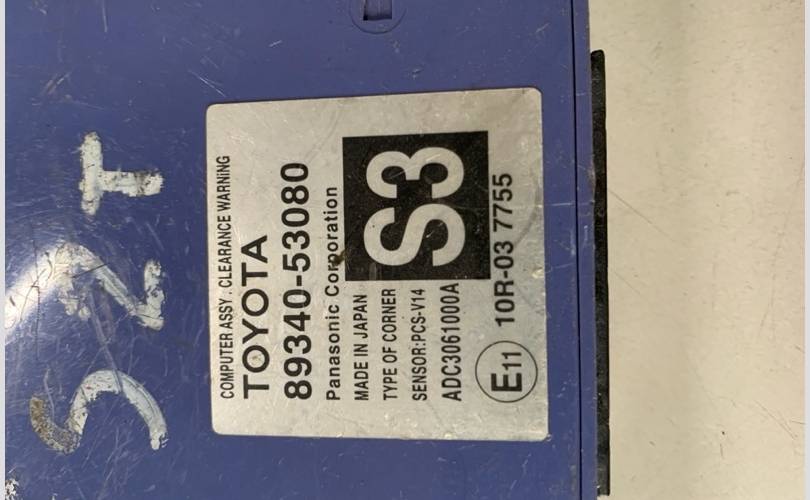 COMPUTER ASSY . CLEARANCE WARNING
TOYOTA
89340-53080
Panasonic Corporation
MADE IN JAPAN
TYPE OF CORNER
SENSOR:PCS-V14
ADC3061000A
S3
E11 10R-03 7755
SZT